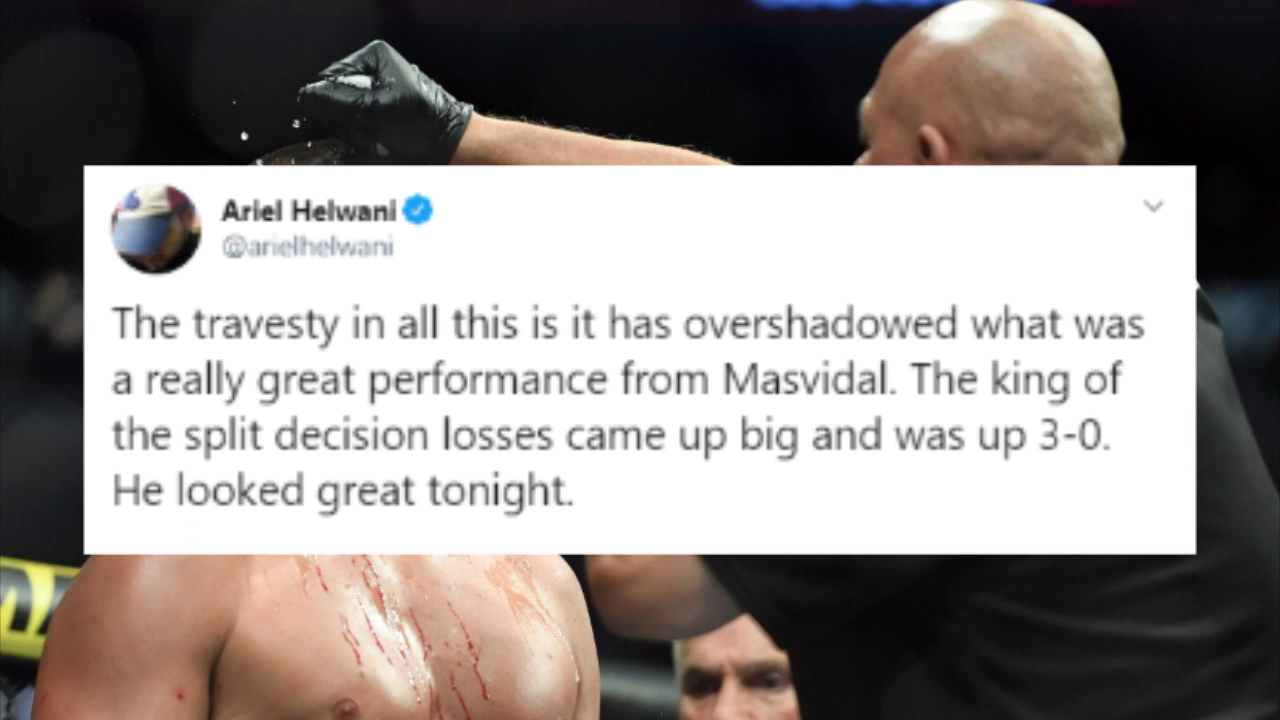 Ariel Helwani
@arielhelwani
The travesty in all this is it has overshadowed what was
a really great performance from Masvidal. The king of
the split decision losses came up big and was up 3-0.
He looked great tonight.